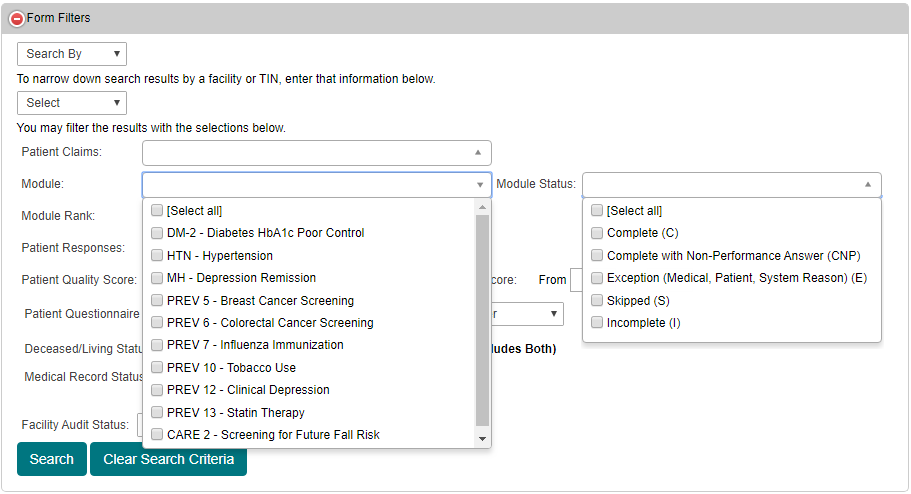 Form Filters
Search By
To narrow down search results by a facility or TIN, enter that information below.
Select
You may filter the results with the selections below.
Patient Claims:
Module: Module Status:
Module Rank: [Select all] [Select all]
DM-2 - Diabetes HbA1c Poor Control Complete (C)
Patient Responses: HTN - Hypertension Complete with Non-Performance Answer (CNP)
Patient Quality Score: MH - Depression Remission core: From Exception (Medical, Patient, System Reason) (E)
PREV 5 - Breast Cancer Screening Skipped (S)
Patient Questionnaire PREV 6 - Colorectal Cancer Screening r Incomplete (I)
Deceased/Living Statu PREV 7 - Influenza Immunization ludes Both)
Medical Record Status PREV 10 - Tobacco Use
PREV 12 - Clinical Depression
PREV 13 - Statin Therapy
Facility Audit Status: CARE 2 - Screening for Future Fall Risk
Search Clear Search Criteria